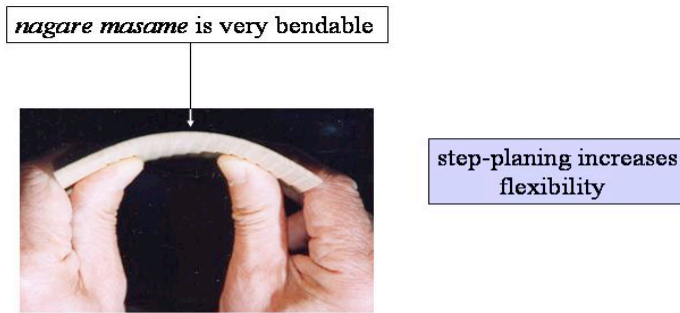 nagare masame is very bendable
step-planing increases
flexibility